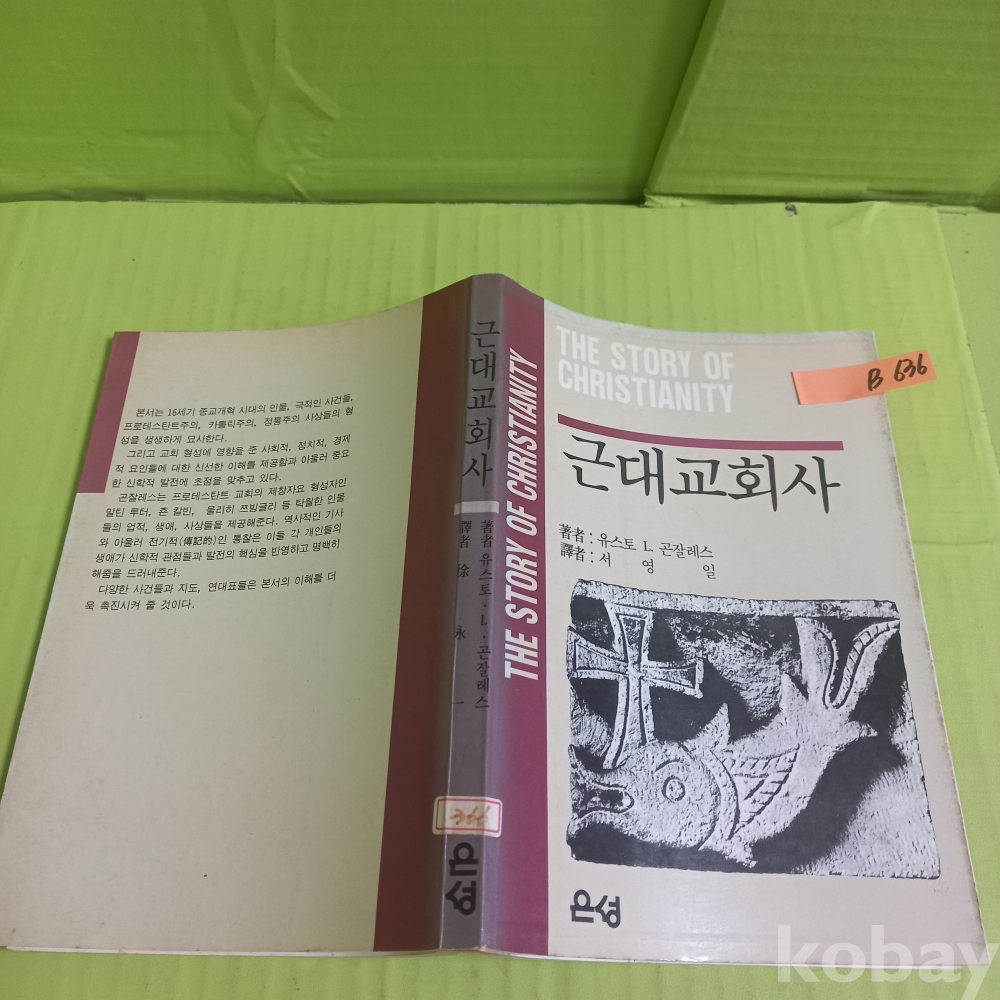 본서는 16세기 종교개혁 시대의 인물, 극적인 사건들,
프로테스탄트주의, 카톨릭주의, 정통주의 사상들의 형
성을 생생하게 묘사한다.
그리고 교회 형성에 영향을 준 사회적, 정치적, 경제
적 요인들에 대한 신선한 이해를 제공함과 아울러 중요
한 신학적 발전에 초점을 맞추고 있다.
곤잘레스는 프로테스탄트 교회의 제창자요 형성자인
말틴 루터, 죤 칼빈, 울리히 쯔빙글리 등 탁월한 인물
들의 업적, 생애, 사상들을 제공해준다. 역사적인 기사
와 아울러 전기적(傳記的)인 통찰은 이들 각 개인들의
생애가 신학적 관점들과 발전의 핵심을 반영하고 명백히
해줌을 드러내준다.
다양한 사건들과 지도, 연대표들은 본서의 이해를 더
욱 촉진시켜 줄 것이다.
근대교회사
著者 유스토·L·곤잘레스
譯者 徐永一
366
은성
THE STORY OF CHRISTIANITY
THE STORY OF
CHRISTIANITY
B 636
근대교회사
著者: 유스토 L. 곤잘레스
譯者: 서 영 일
은성
kobay